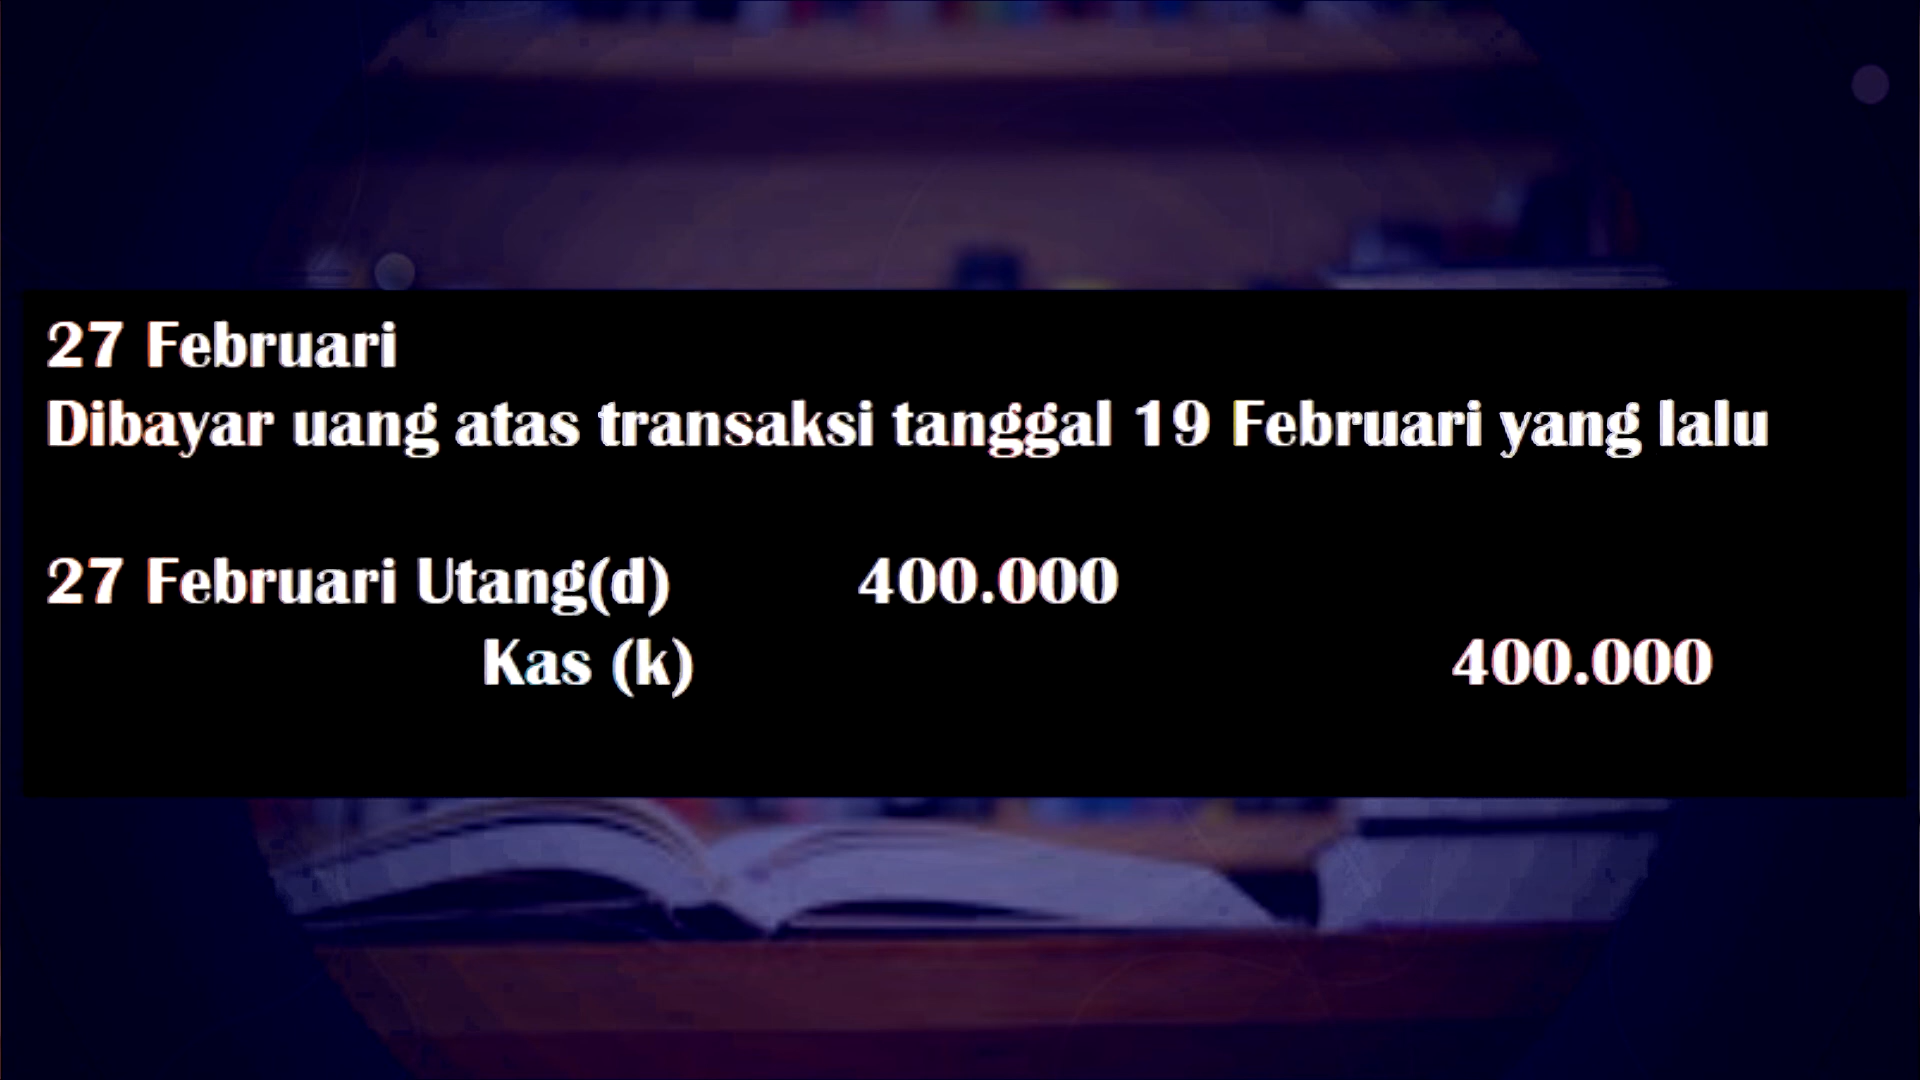 27 Februari
Dibayar uang atas transaksi tanggal 19 Februari yang lalu
27 Februari Utang(d) 400.000
Kas (k) 400.000